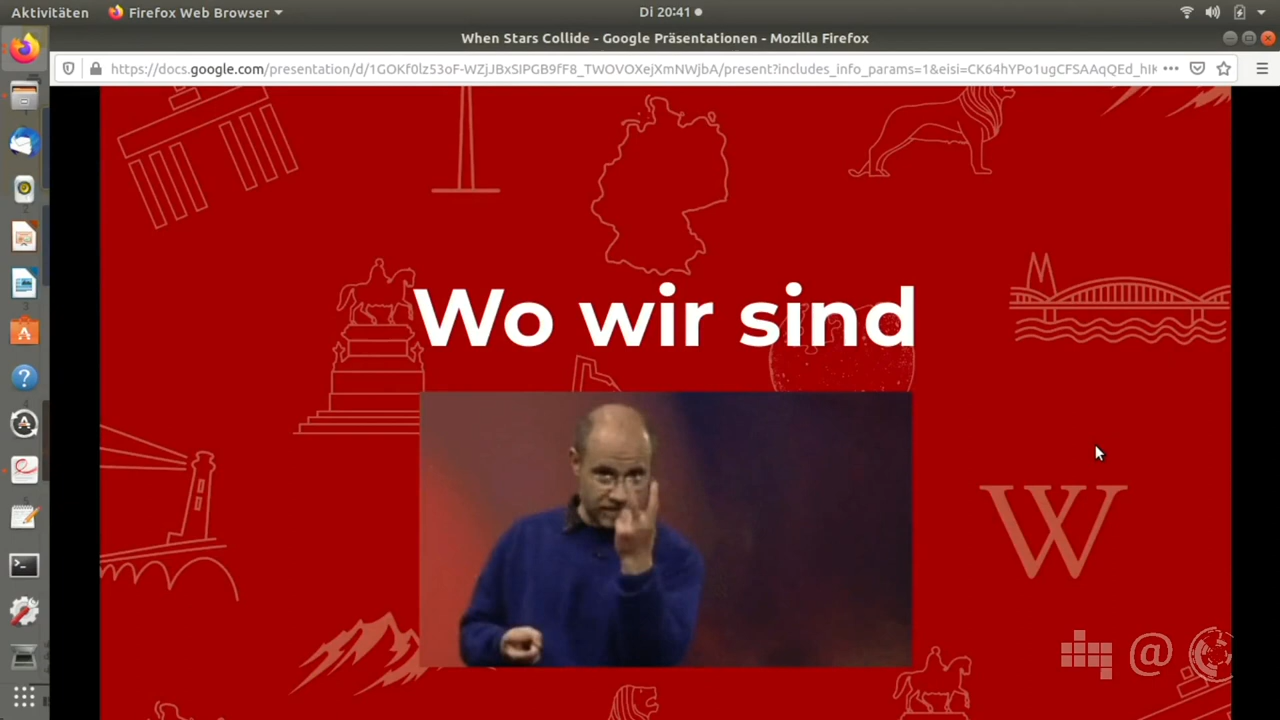 Aktivitäten
Firefox Web Browser
Di 20:41
When Stars Collide - Google Präsentationen - Mozilla Firefox
https://docs.google.com/presentation/d/1GOKf0lz53oF-WZjJBxSIPGB9fF8_TWOVOXejXmNWjbA/present?includes_info_params=1&eisi=CK64hYPo1ugCFSAAqQEd_hIK
Wo wir sind
W
@